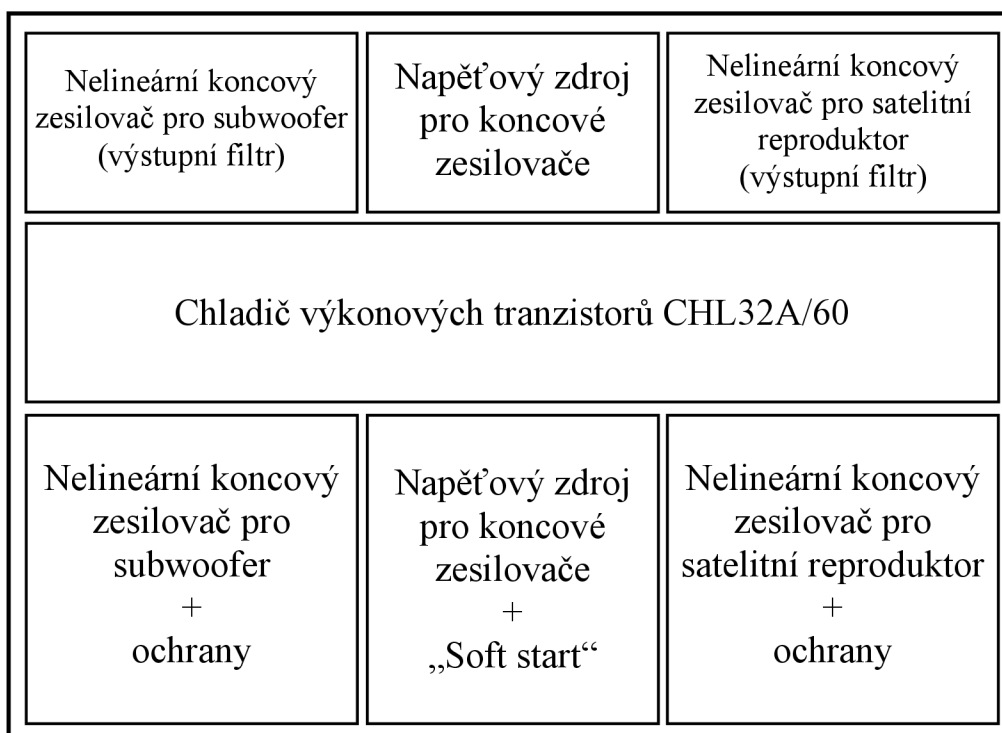 Nelineární koncový
zesilovač pro subwoofer
(výstupní filtr)
Napěťový zdroj
pro koncové
zesilovače
Nelineární koncový
zesilovač pro satelitní
reproduktor
(výstupní filtr)
Chladič výkonových tranzistorů CHL32A/60
Nelineární koncový
zesilovač pro
subwoofer
+
ochrany
Napěťový zdroj
pro koncové
zesilovače
+
„Soft start“
Nelineární koncový
zesilovač pro
satelitní reproduktor
+
ochrany